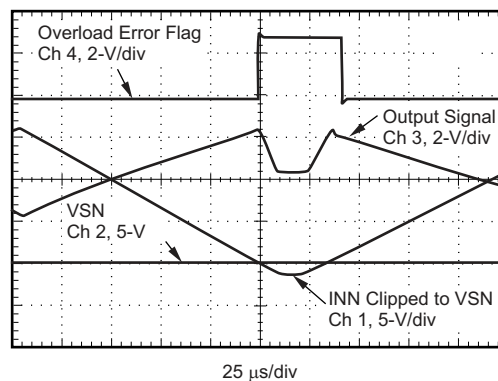 Overload Error Flag
Ch 4, 2-V/div
Output Signal
Ch 3, 2-V/div
VSN
Ch 2, 5-V
INN Clipped to VSN
Ch 1, 5-V/div
25 µs/div